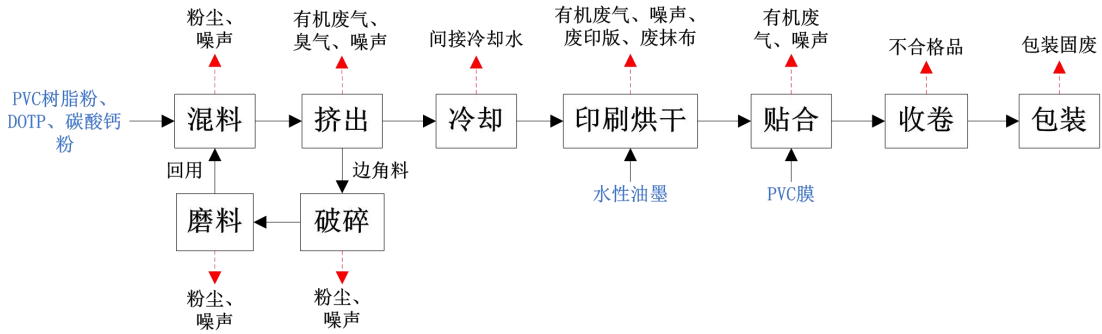 粉尘、
噪声
有机废气、
臭气、噪声
间接冷却水
有机废气、噪声、
废印版、废抹布
有机废
气、噪声
不合格品
包装固废
PVC树脂粉、
DOTP、碳酸钙
粉
混料
挤出
冷却
印刷烘干
贴合
收卷
包装
回用
边角料
水性油墨
PVC膜
磨料
破碎
粉尘、
噪声
粉尘、
噪声